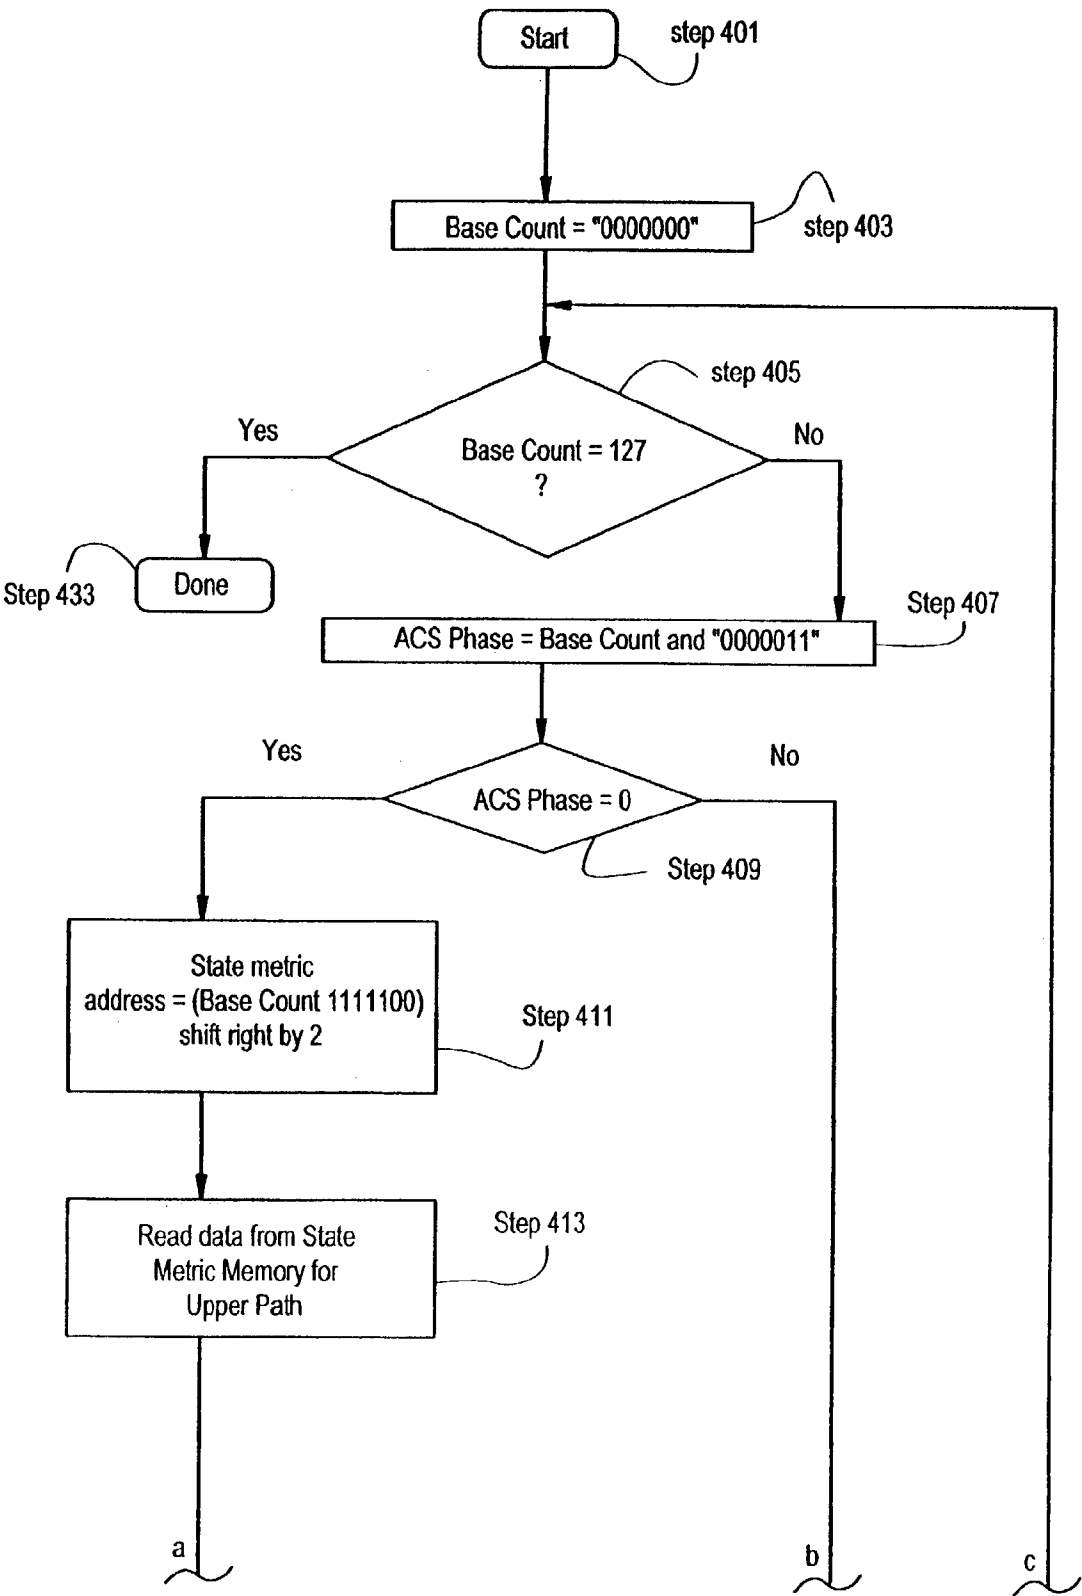 Start
step 401
Base Count = "0000000"
step 403
step 405
Yes
No
Base Count = 127
?
Step 433
Done
Step 407
ACS Phase = Base Count and "0000011"
Yes
No
ACS Phase = 0
Step 409
State metric
address = (Base Count 1111100)
shift right by 2
Step 411
Read data from State
Metric Memory for
Upper Path
Step 413
a
b
c